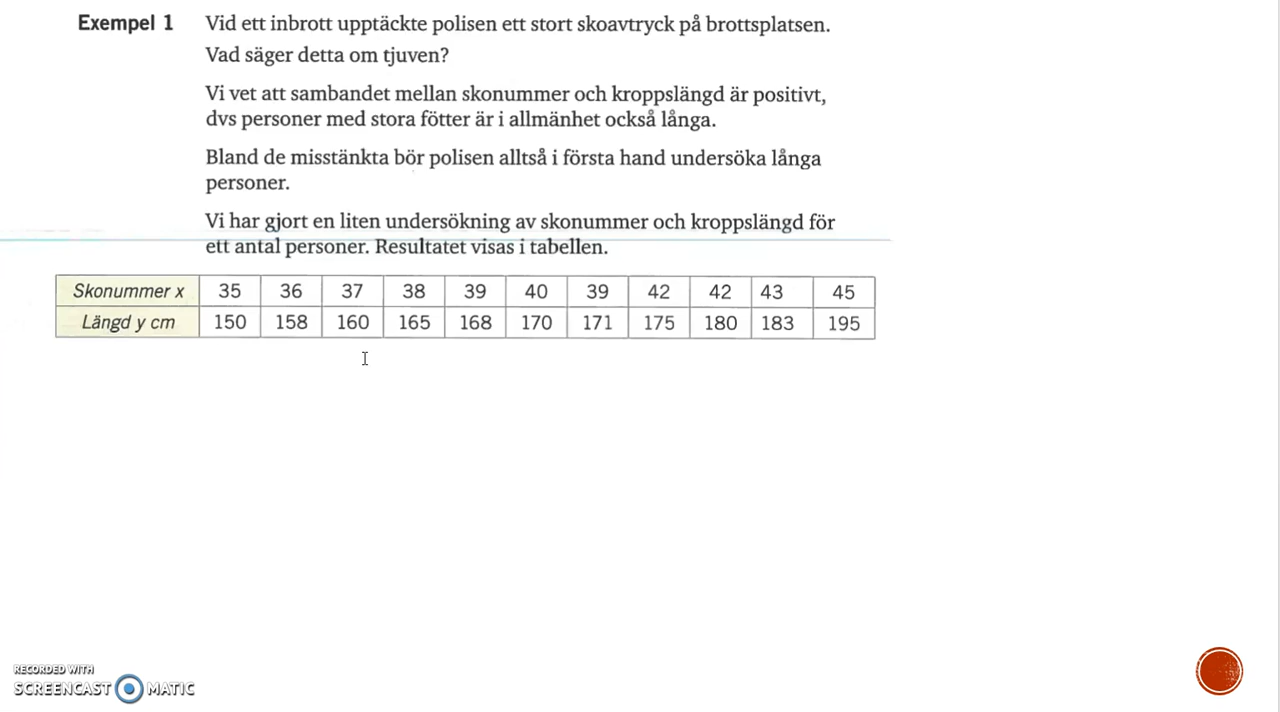 Exempel 1 Vid ett inbrott upptäckte polisen ett stort skoavtryck på brottsplatsen.
Vad säger detta om tjuven?
Vi vet att sambandet mellan skonummer och kroppslängd är positivt,
dvs personer med stora fötter är i allmänhet också långa.
Bland de misstänkta bör polisen alltså i första hand undersöka långa
personer.
Vi har gjort en liten undersökning av skonummer och kroppslängd för
ett antal personer. Resultatet visas i tabellen.
Skonummer x 35 36 37 38 39 40 39 42 42 43 45
Längd y cm 150 158 160 165 168 170 171 175 180 183 195
RECORDED WITH
SCREENCAST MATIC